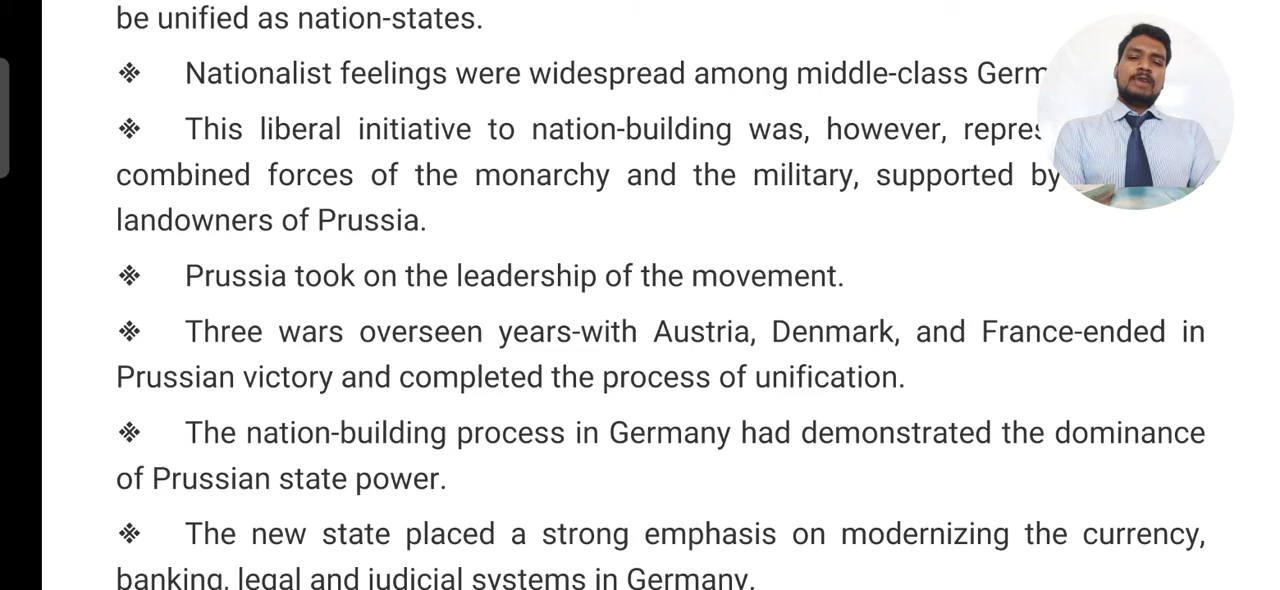 be unified as nation-states.
❖ Nationalist feelings were widespread among middle-class
❖ This liberal initiative to nation-building was, however,
combined forces of the monarchy and the military, supported by
landowners of Prussia.
❖ Prussia took on the leadership of the movement.
❖ Three wars overseen years-with Austria, Denmark, and France-ended in
Prussian victory and completed the process of unification.
❖ The nation-building process in Germany had demonstrated the dominance
of Prussian state power.
❖ The new state placed a strong emphasis on modernizing the currency,
banking, legal and judicial systems in Germany.